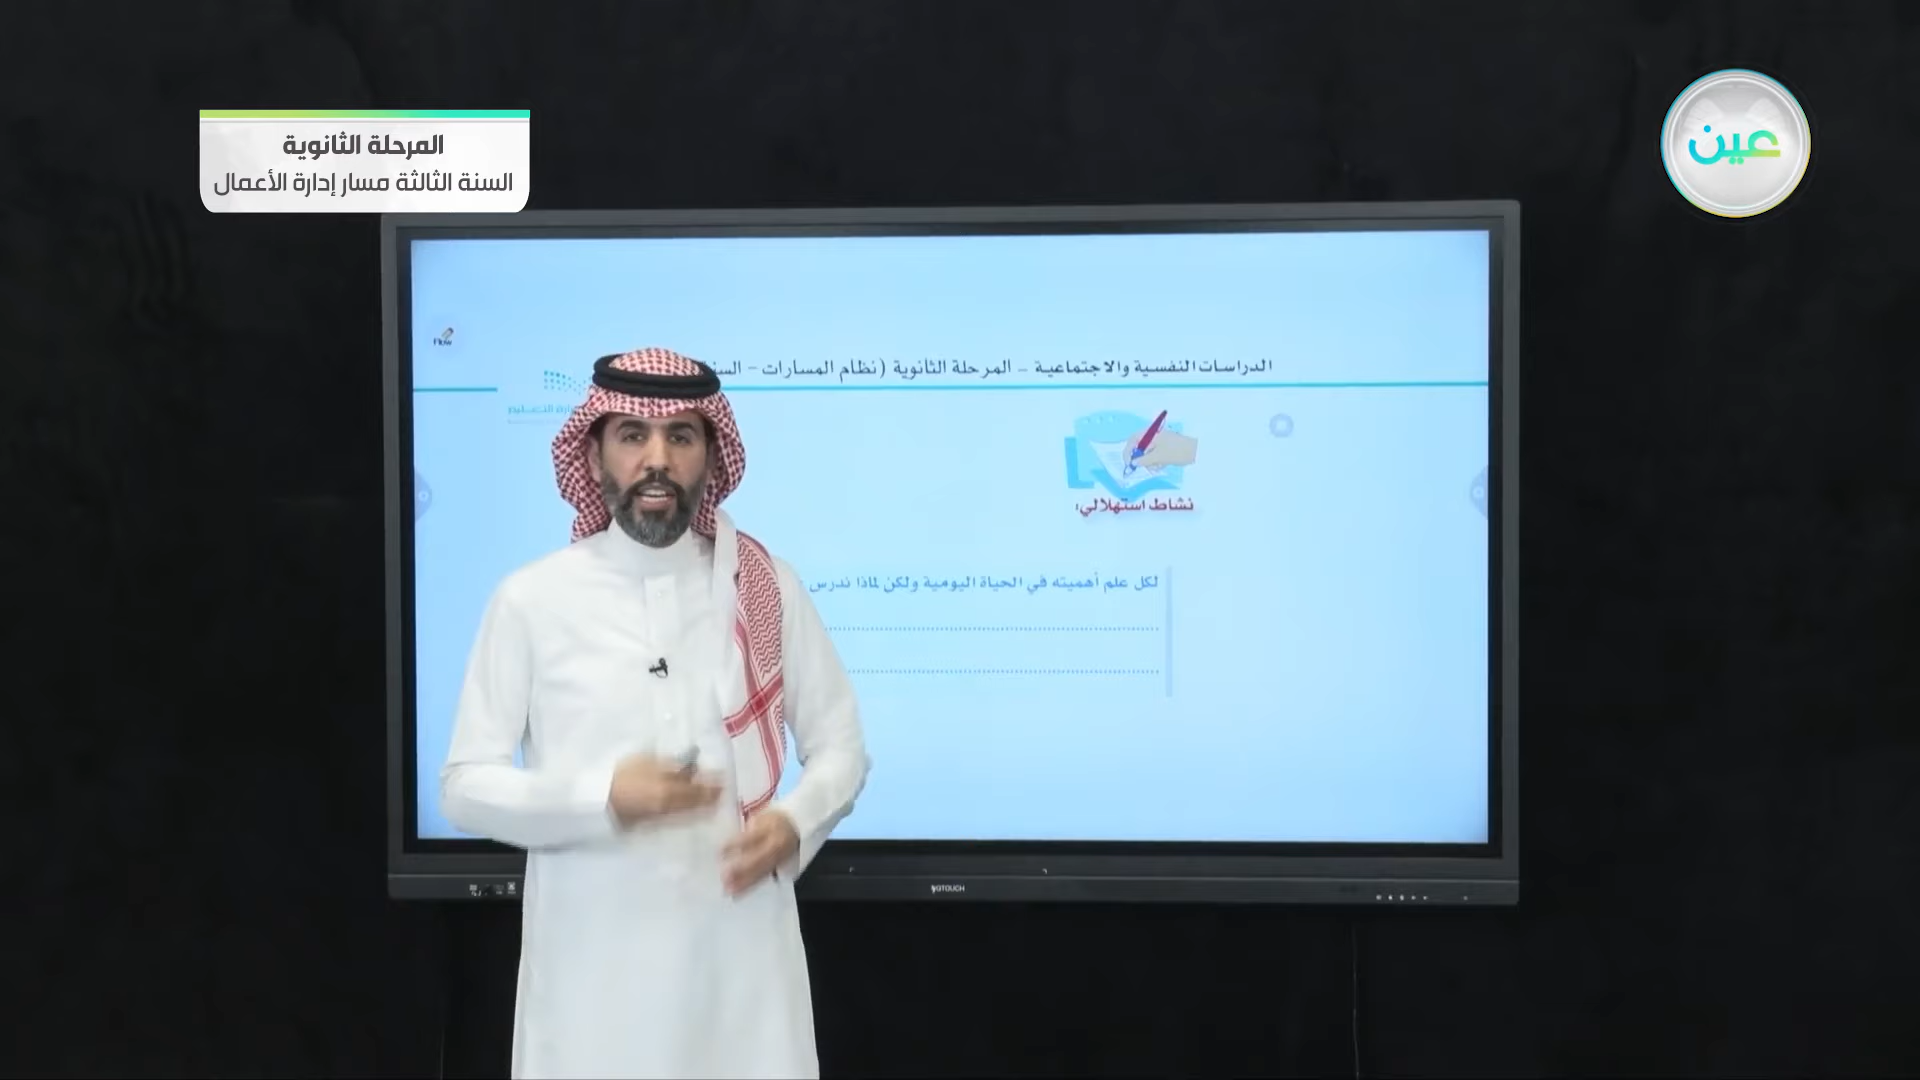 المرحلة الثانوية
السنة الثالثة مسار إدارة الأعمال
عين
Flow
الدراسات النفسية والاجتماعية – المرحلة الثانوية (نظام المسارات – السنة
نشاط استهلالي:
لكل علم أهميته في الحياة اليومية ولكن لماذا ندرس